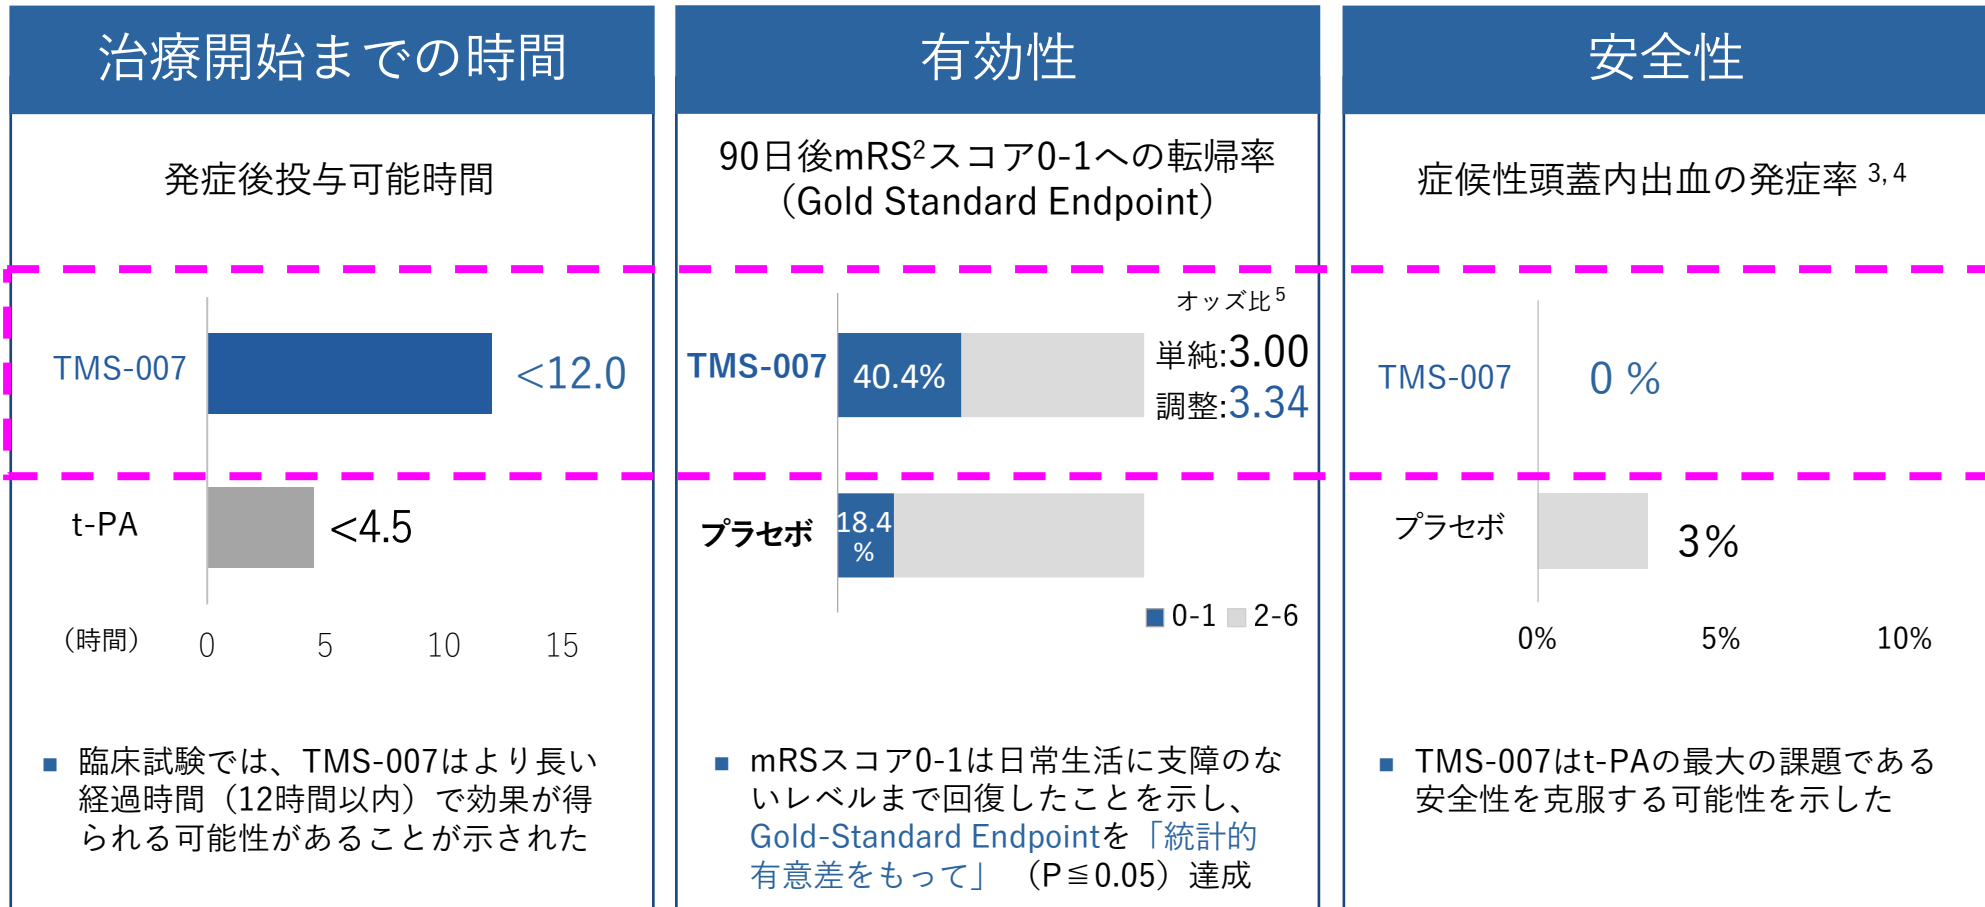 治療開始までの時間
発症後投与可能時間
TMS-007
<12.0
t-PA
<4.5
(時間) 0 5 10 15
■ 臨床試験では、TMS-007はより長い
経過時間（12時間以内）で効果が得
られる可能性があることが示された
有効性
90日後mRS²スコア0-1への転帰率
（Gold Standard Endpoint）
オッズ比⁵
TMS-007
40.4%
単純:3.00
調整:3.34
プラセボ
18.4
%
0-1 2-6
■ mRSスコア0-1は日常生活に支障のな
いレベルまで回復したことを示し、
Gold-Standard Endpointを「統計的
有意差をもって」（P≦0.05）達成
安全性
症候性頭蓋内出血の発症率 ³,⁴
TMS-007
0 %
プラセボ
3%
0% 5% 10%
■ TMS-007はt-PAの最大の課題である
安全性を克服する可能性を示した